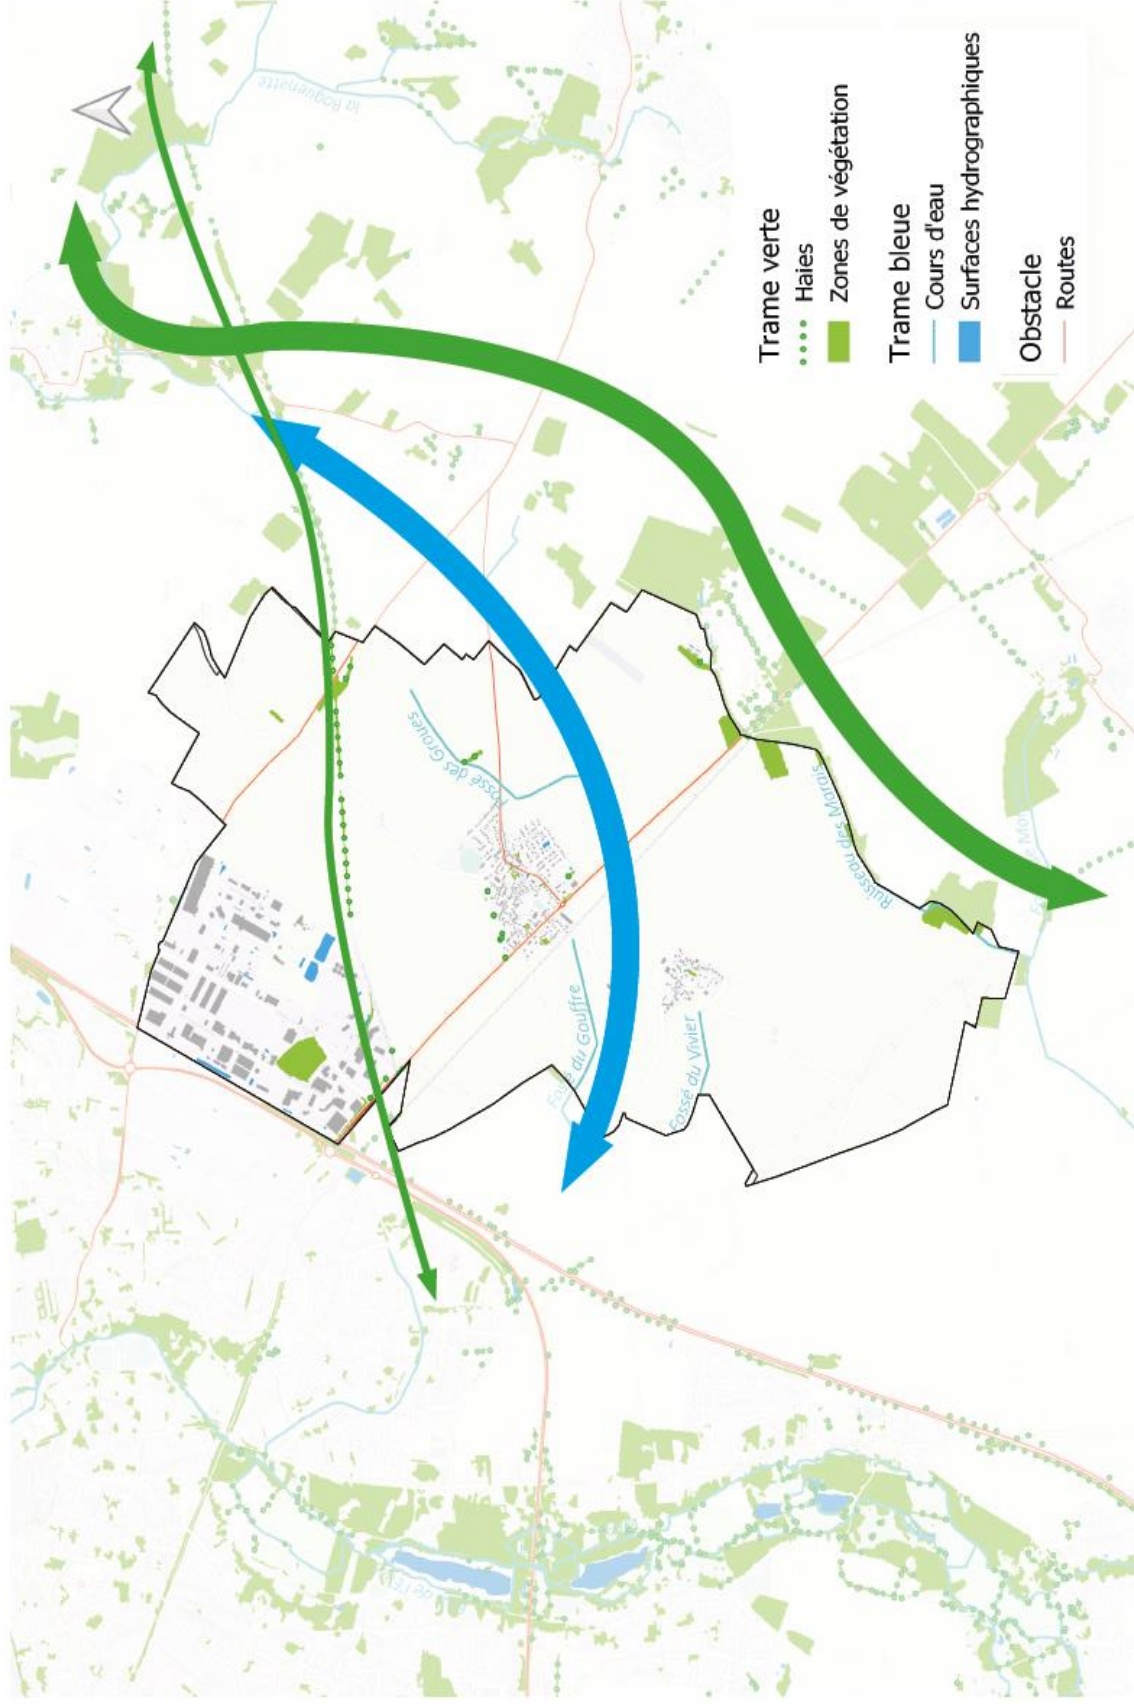 la Roguenette
Fossé des Groues
Fossé du Gouffre
Fossé du Vivier
Ruisseau des Marais
Trame verte
Haies
Zones de végétation
Trame bleue
Cours d'eau
Surfaces hydrographiques
Obstacle
Routes